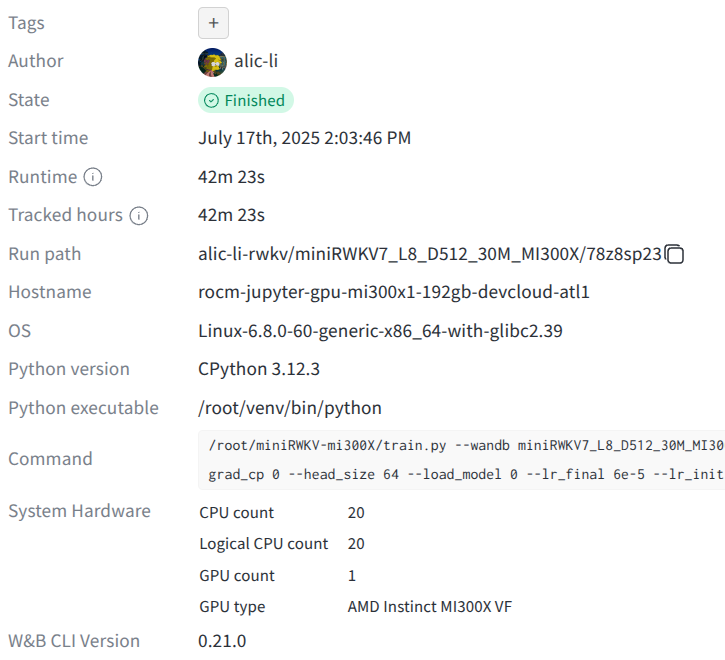 Tags +
Author alic-li
State Finished
Start time July 17th, 2025 2:03:46 PM
Runtime 42m 23s
Tracked hours 42m 23s
Run path alic-li-rwkv/miniRWKV7_L8_D512_30M_MI300X/78z8sp23
Hostname rocm-jupyter-gpu-mi300x1-192gb-devcloud-atl1
OS Linux-6.8.0-60-generic-x86_64-with-glibc2.39
Python version CPython 3.12.3
Python executable /root/venv/bin/python
Command /root/miniRWKV-mi300X/train.py --wandb miniRWKV7_L8_D512_30M_MI30
grad_cp 0 --head_size 64 --load_model 0 --lr_final 6e-5 --lr_init
System Hardware CPU count 20
Logical CPU count 20
GPU count 1
GPU type AMD Instinct MI300X VF
W&B CLI Version 0.21.0